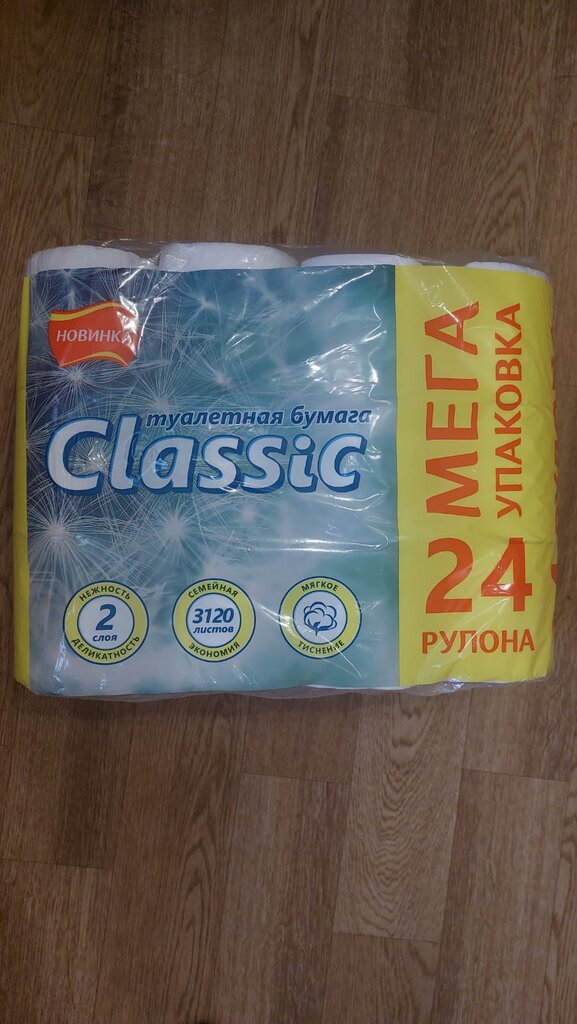 НОВИНКА
туалетная бумага
Classic
НЕЖНОСТЬ
2
слоя
ДЕЛИКАТНОСТЬ
СЕМЕЙНАЯ
3120
листов
ЭКОНОМИЯ
МЯГКОЕ
ТИСНЕНИЕ
МЕГА
УПАКОВКА
24
РУЛОНА